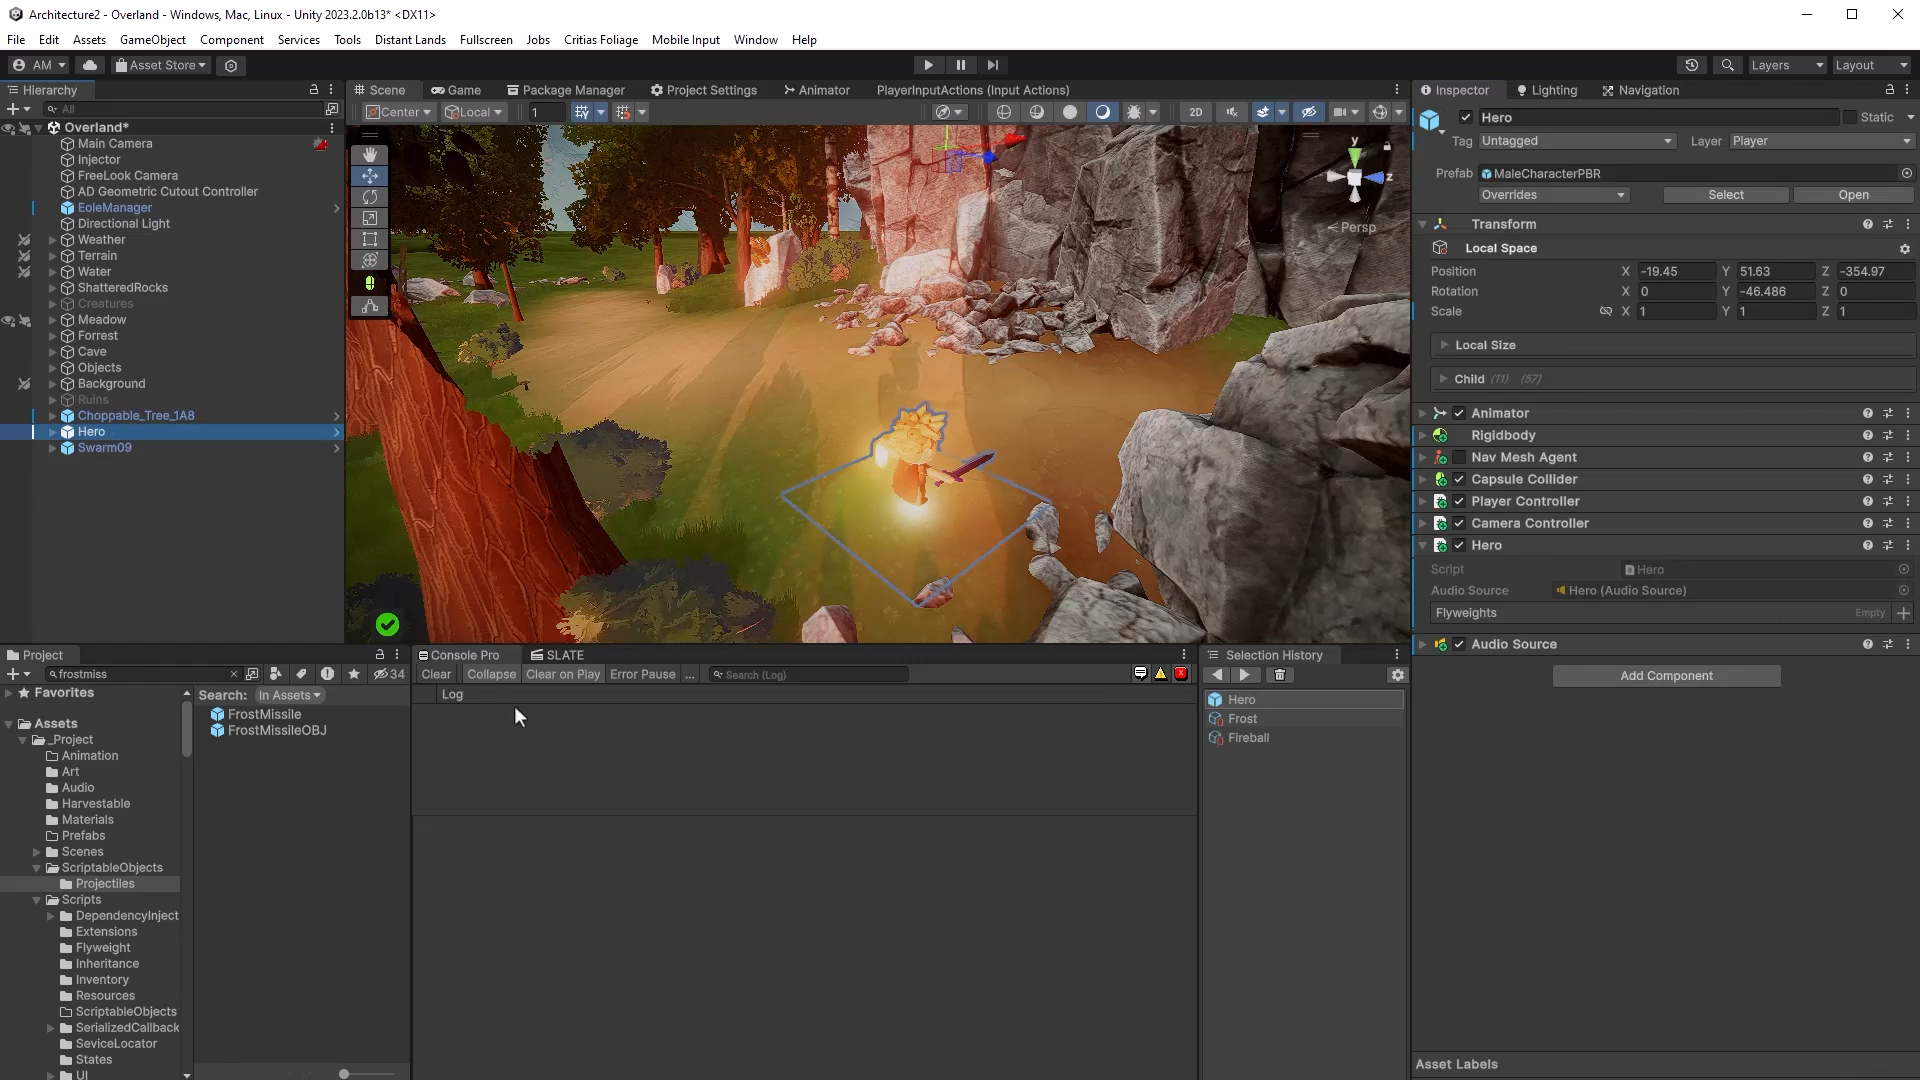 Architecture2 - Overland - Windows, Mac, Linux - Unity 2023.2.0b13* <DX11>
File Edit Assets GameObject Component Services Tools Distant Lands Fullscreen Jobs Critias Foliage Mobile Input Window Help
AM Asset Store Layers Layout
Hierarchy
All
Overland*
Main Camera
Injector
FreeLook Camera
AD Geometric Cutout Controller
EoleManager
Directional Light
Weather
Terrain
Water
ShatteredRocks
Creatures
Meadow
Forrest
Cave
Objects
Background
Ruins
Choppable_Tree_1A8
Hero
Swarm09
Scene Game Package Manager Project Settings Animator PlayerInputActions (Input Actions)
Center Local 1 2D
y
z
Persp
Inspector Lighting Navigation
Hero Static
Tag Untagged Layer Player
Prefab MaleCharacterPBR
Overrides Select Open
Transform
Local Space
Position X -19.45 Y 51.63 Z -354.97
Rotation X 0 Y -46.486 Z 0
Scale X 1 Y 1 Z 1
Local Size
Child (11) (57)
Animator
Rigidbody
Nav Mesh Agent
Capsule Collider
Player Controller
Camera Controller
Hero
Script Hero
Audio Source Hero (Audio Source)
Flyweights Empty
Audio Source
Add Component
Asset Labels
Project
frostmiss 34
Favorites
Assets
_Project
Animation
Art
Audio
Harvestable
Materials
Prefabs
Scenes
ScriptableObjects
Projectiles
Scripts
DependencyInject
Extensions
Flyweight
Inheritance
Inventory
Resources
ScriptableObjects
SerializedCallback
SeviceLocator
States
UI
Search: In Assets
FrostMissile
FrostMissileOBJ
Console Pro SLATE
Clear Collapse Clear on Play Error Pause ... Search (Log)
Log
Selection History
Hero
Frost
Fireball